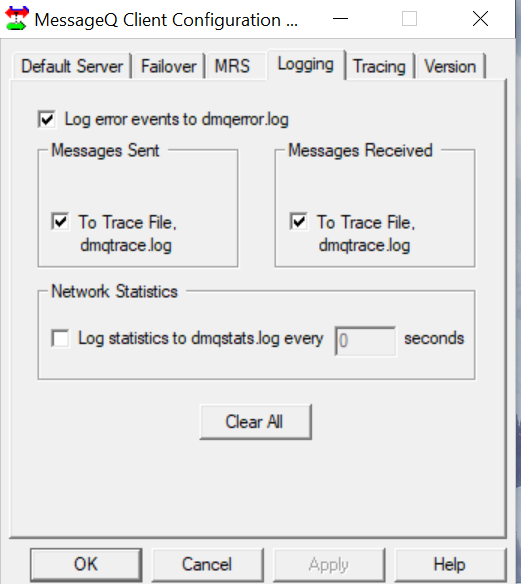 MessageQ Client Configuration ...
Default Server Failover MRS Logging Tracing Version
Log error events to dmqerror.log
Messages Sent Messages Received
To Trace File, To Trace File,
dmqtrace.log dmqtrace.log
Network Statistics
Log statistics to dmqstats.log every 0 seconds
Clear All
OK Cancel Apply Help